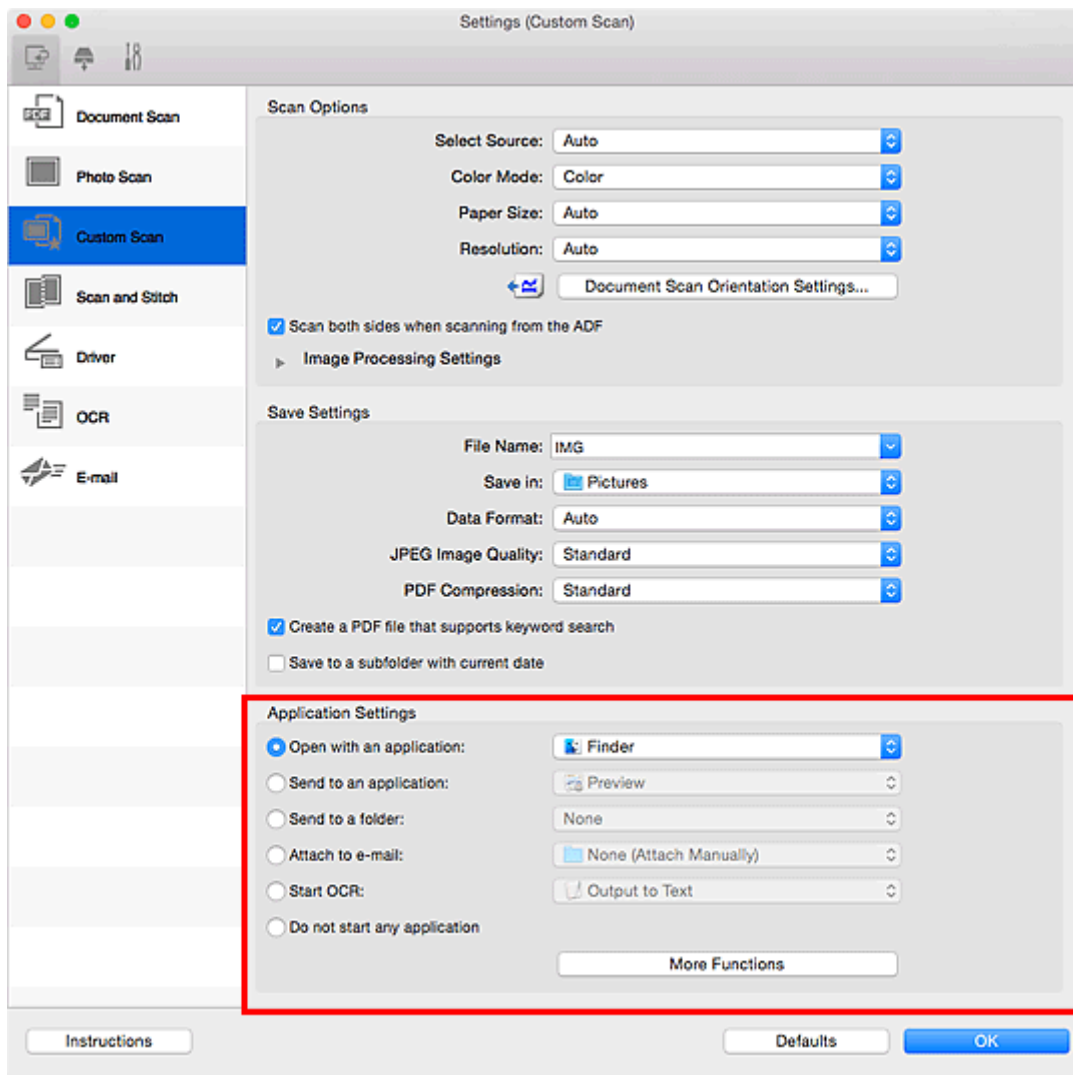 Settings (Custom Scan)
Document Scan
Photo Scan
Custom Scan
Scan and Stitch
Driver
OCR
E-mail
Scan Options
Select Source: Auto
Color Mode: Color
Paper Size: Auto
Resolution: Auto
Document Scan Orientation Settings...
Scan both sides when scanning from the ADF
Image Processing Settings
Save Settings
File Name: IMG
Save in: Pictures
Data Format: Auto
JPEG Image Quality: Standard
PDF Compression: Standard
Create a PDF file that supports keyword search
Save to a subfolder with current date
Application Settings
Open with an application: Finder
Send to an application: Preview
Send to a folder: None
Attach to e-mail: None (Attach Manually)
Start OCR: Output to Text
Do not start any application
More Functions
Instructions Defaults OK